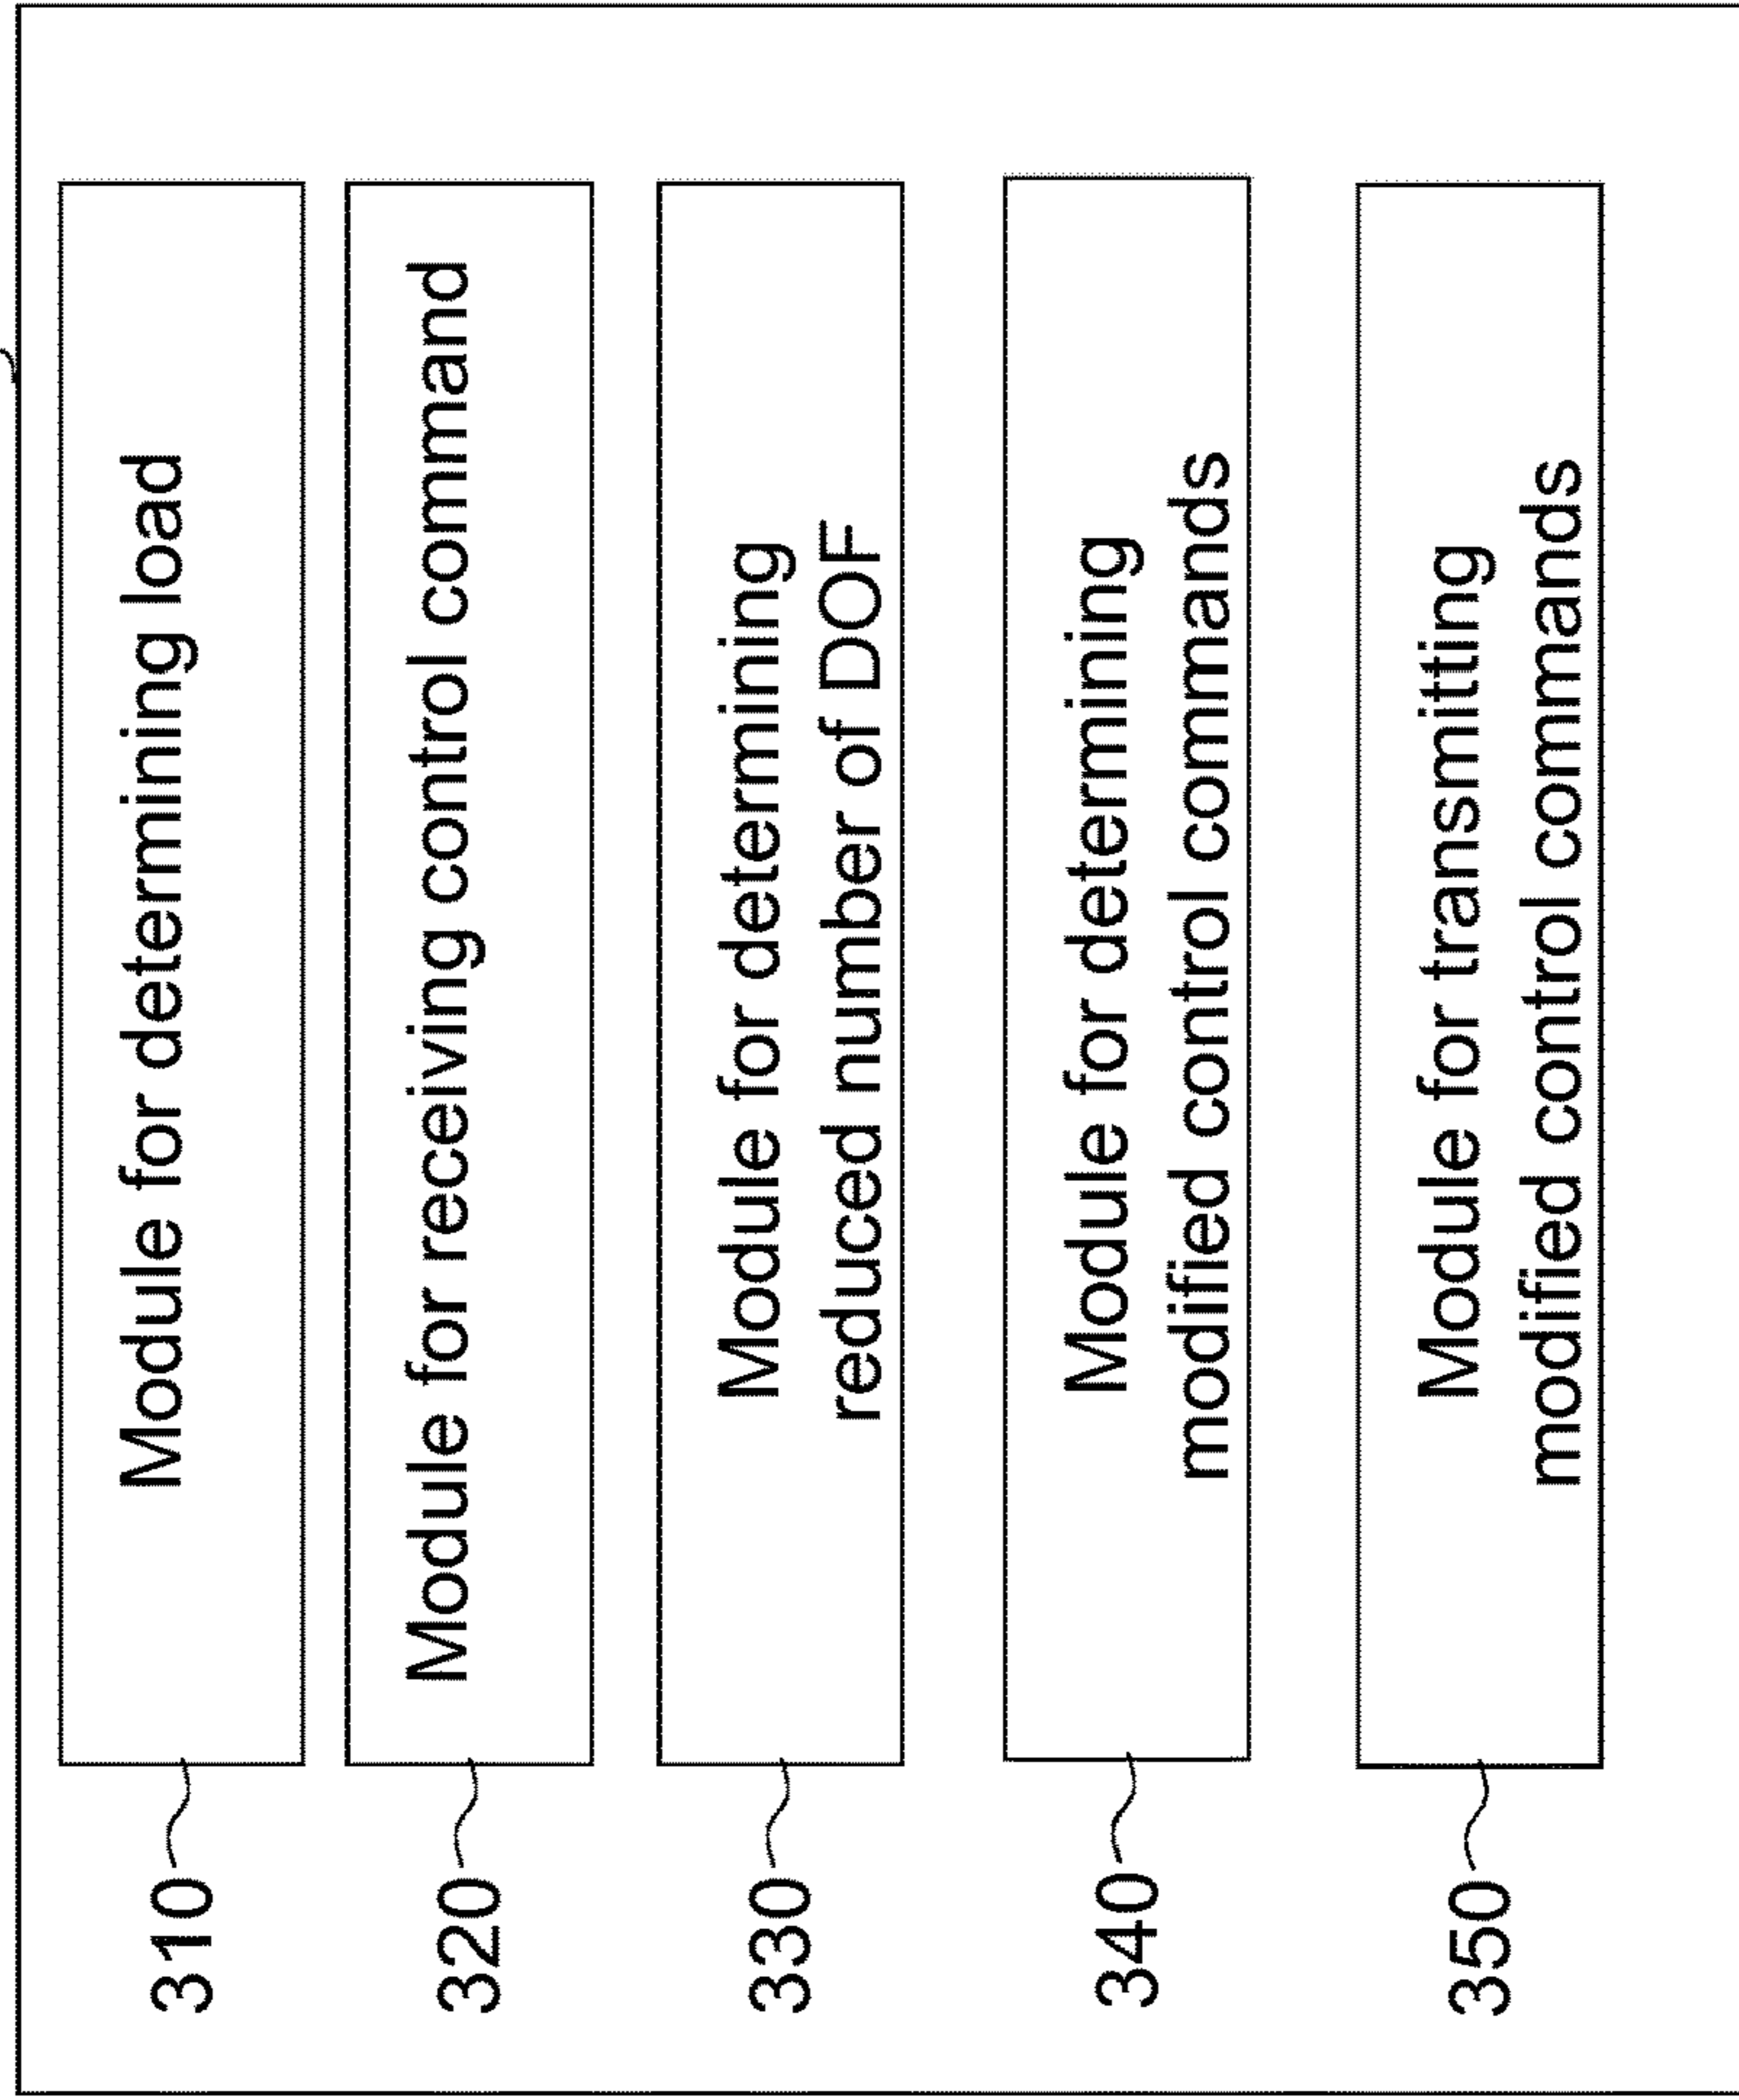 310
Module for determining load
320
Module for receiving control command
330
Module for determining
reduced number of DOF
340
Module for determining
modified control commands
350
Module for transmitting
modified control commands